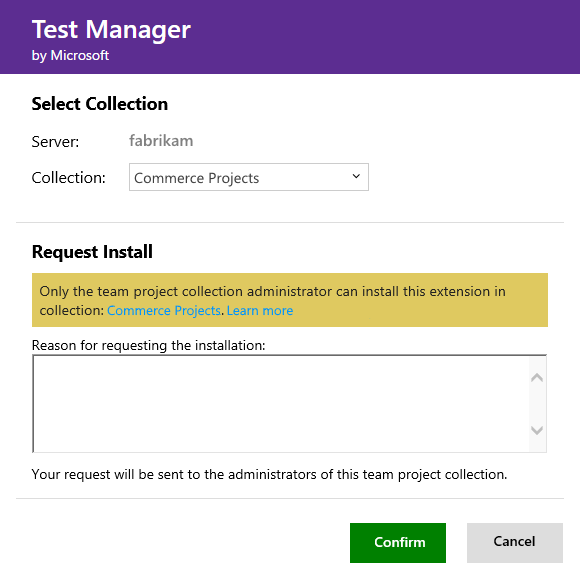 Test Manager
by Microsoft
Select Collection
Server: fabrikam
Collection: Commerce Projects
Request Install
Only the team project collection administrator can install this extension in
collection: Commerce Projects. Learn more
Reason for requesting the installation:
Your request will be sent to the administrators of this team project collection.
Confirm Cancel